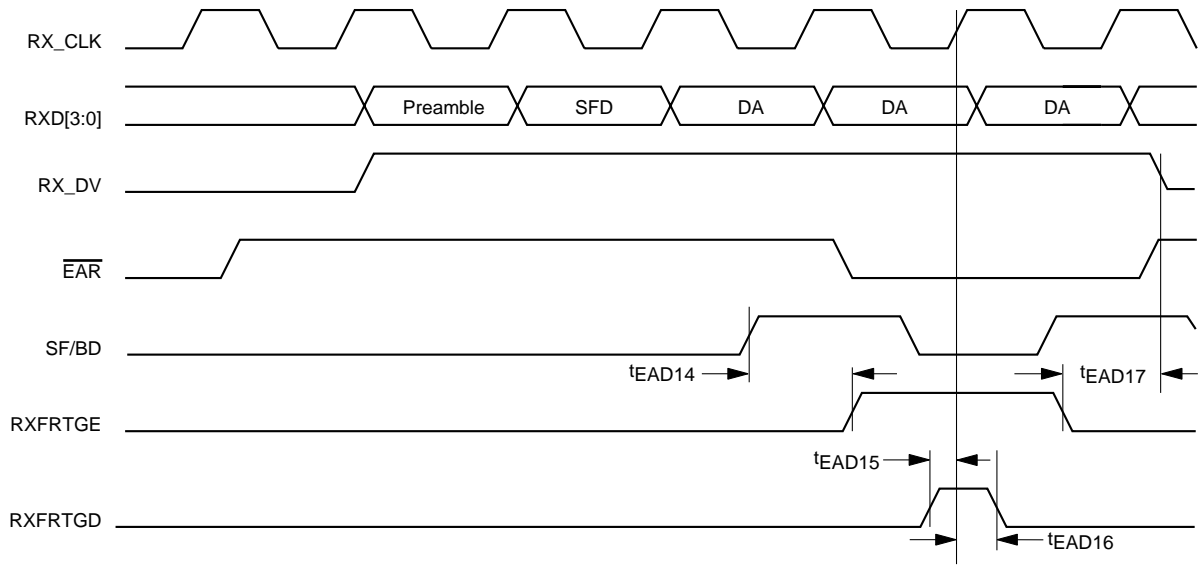 RX_CLK
RXD[3:0]
Preamble SFD DA DA DA
RX_DV
EAR
SF/BD
tEAD14 tEAD17
RXFRTGE
tEAD15
RXFRTGD
tEAD16